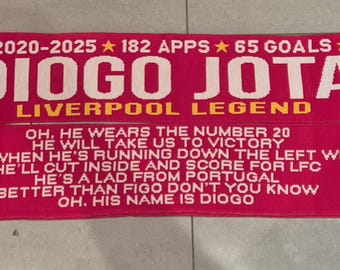 2020-2025 ★ 182 APPS ★ 65 GOALS ★
DIOGO JOTA
LIVERPOOL LEGEND
OH, HE WEARS THE NUMBER 20
HE WILL TAKE US TO VICTORY
WHEN HE'S RUNNING DOWN THE LEFT W
HE'LL CUT INSIDE AND SCORE FOR LFC
HE'S A LAD FROM PORTUGAL
BETTER THAN FIGO DON'T YOU KNOW
OH, HIS NAME IS DIOGO